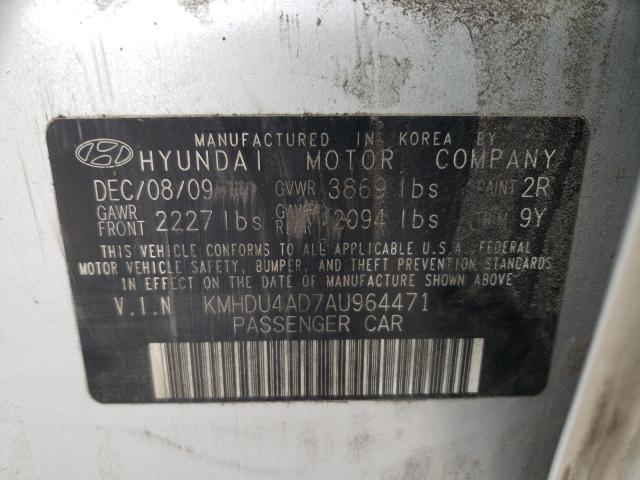 MANUFACTURED IN KOREA BY
HYUNDAI MOTOR COMPANY
DEC/08/09 GVWR 3869 lbs PAINT 2R
GAWR FRONT 2227 lbs GAWR REAR 2094 lbs TRIM 9Y
THIS VEHICLE CONFORMS TO ALL APPLICABLE U.S.A. FEDERAL
MOTOR VEHICLE SAFETY, BUMPER, AND THEFT PREVENTION STANDARDS
IN EFFECT ON THE DATE OF MANUFACTURE SHOWN ABOVE
V.I.N KMHDU4AD7AU964471
PASSENGER CAR